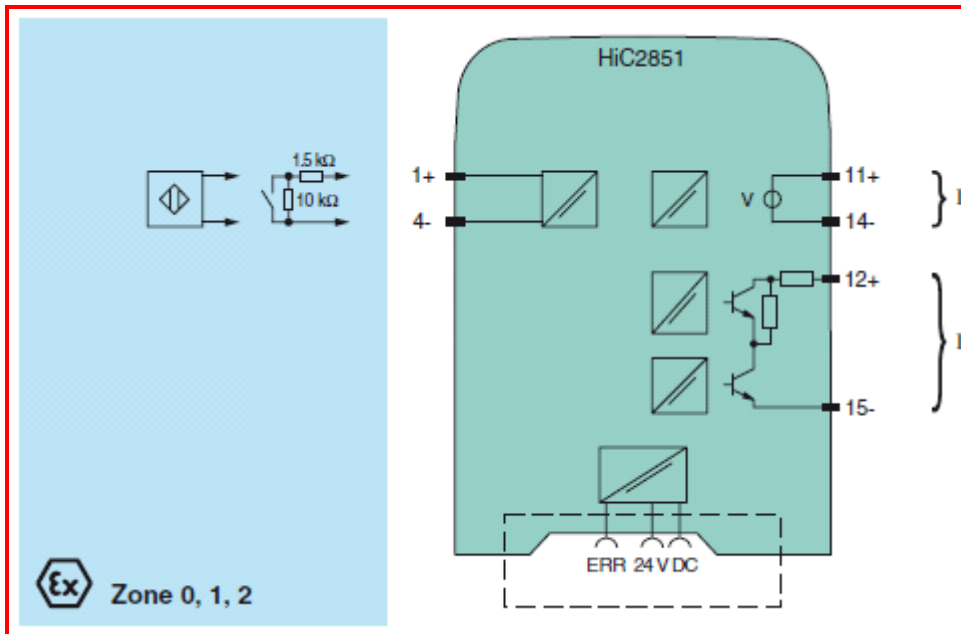 HiC2851
1.5 kΩ
10 kΩ
1+
4-
V
11+
14-
12+
15-
ERR 24 V DC
Ex
Zone 0, 1, 2